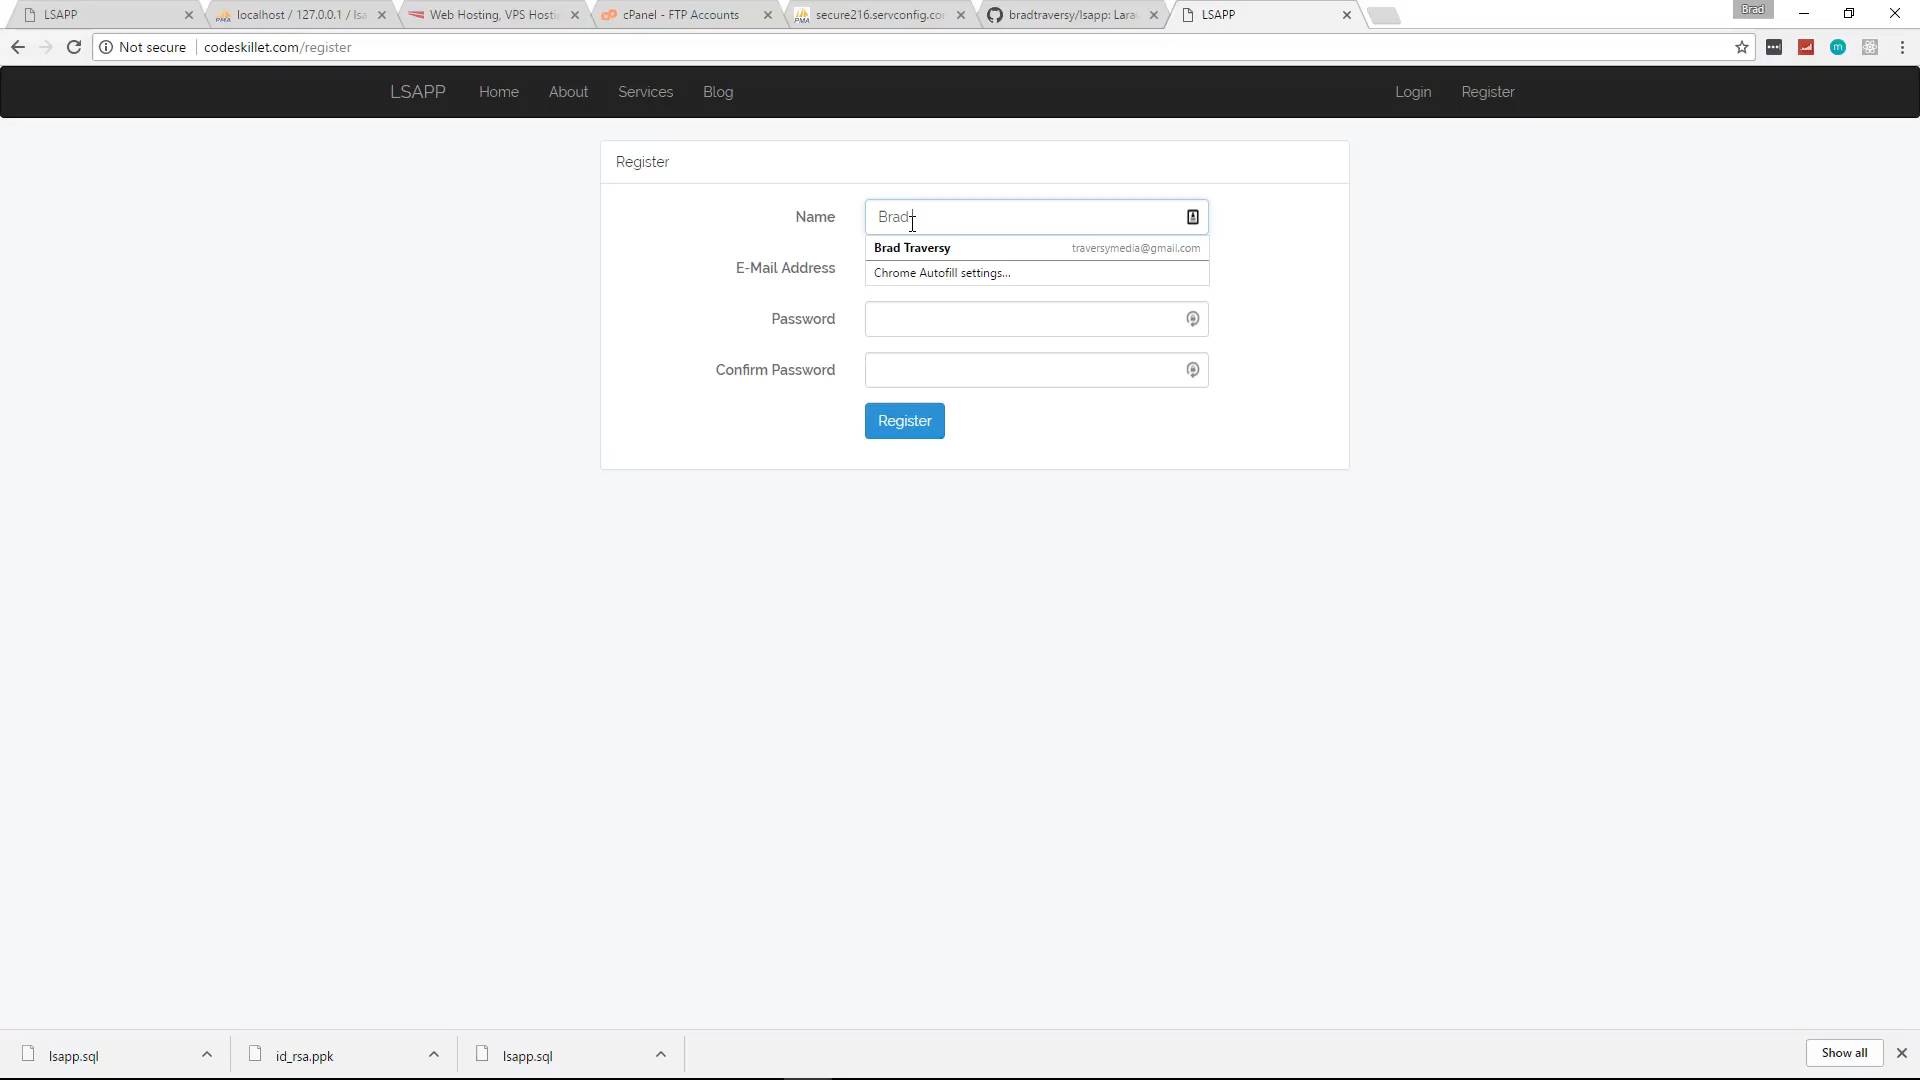 LSAPP
localhost / 127.0.0.1 / lsa
Web Hosting, VPS Hosti
cPanel - FTP Accounts
secure216.servconfig.co
bradtraversy/lsapp: Lara
LSAPP
Brad
Not secure
codeskillet.com/register
LSAPP
Home
About
Services
Blog
Login
Register
Register
Name
Brad
Brad Traversy
traversymedia@gmail.com
Chrome Autofill settings...
E-Mail Address
Password
Confirm Password
Register
lsapp.sql
id_rsa.ppk
lsapp.sql
Show all